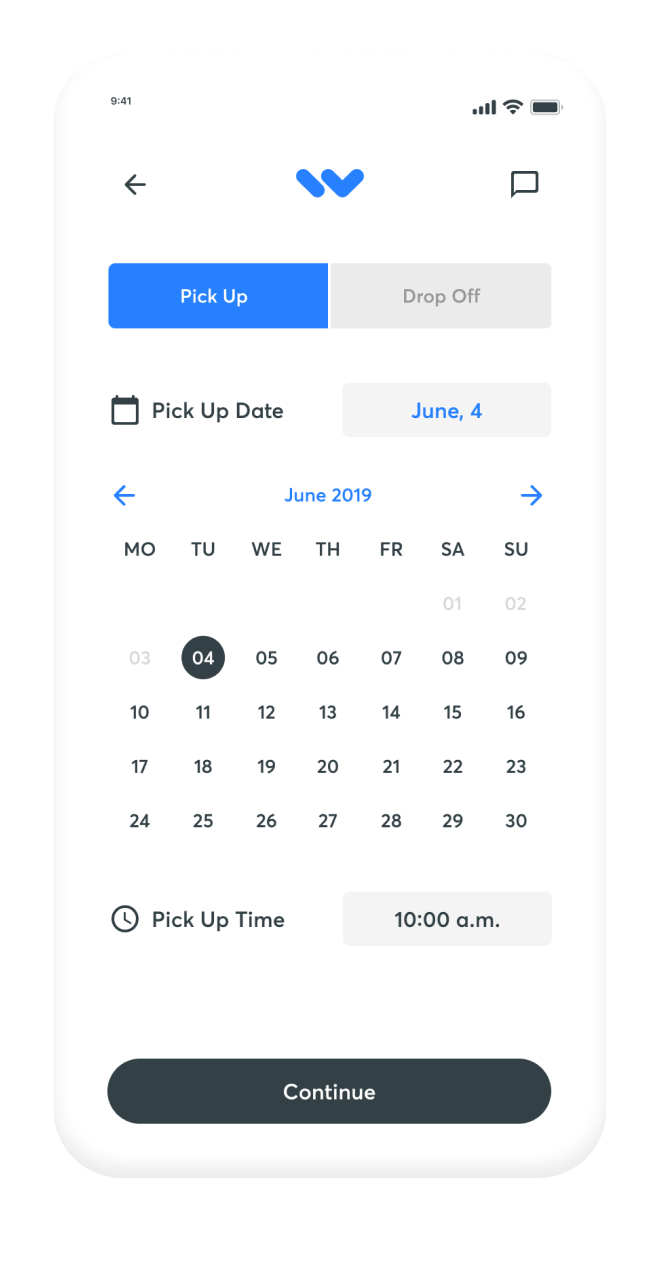 9:41
Pick Up Drop Off
Pick Up Date June, 4
June 2019
MO TU WE TH FR SA SU
01 02
03 04 05 06 07 08 09
10 11 12 13 14 15 16
17 18 19 20 21 22 23
24 25 26 27 28 29 30
Pick Up Time 10:00 a.m.
Continue